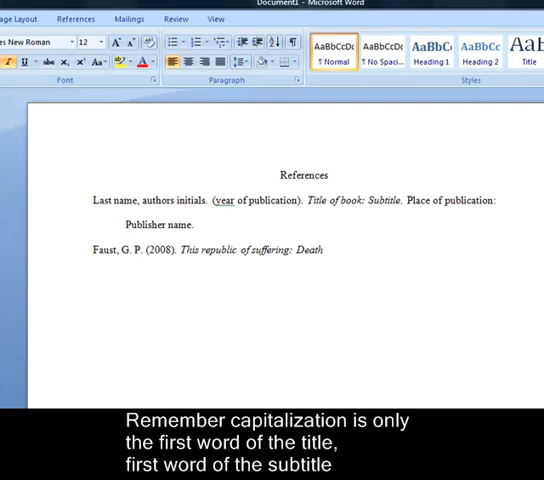 Document1 - Microsoft Word
age Layout References Mailings Review View
es New Roman 12
Font Paragraph Styles
AaBbCcDc AaBbCcDc AaBbC AaBbCc AaB
¶ Normal ¶ No Spaci... Heading 1 Heading 2 Title
References
Last name, authors initials. (year of publication). Title of book: Subtitle. Place of publication:
Publisher name.
Faust, G. P. (2008). This republic of suffering: Death
Remember capitalization is only
the first word of the title,
first word of the subtitle